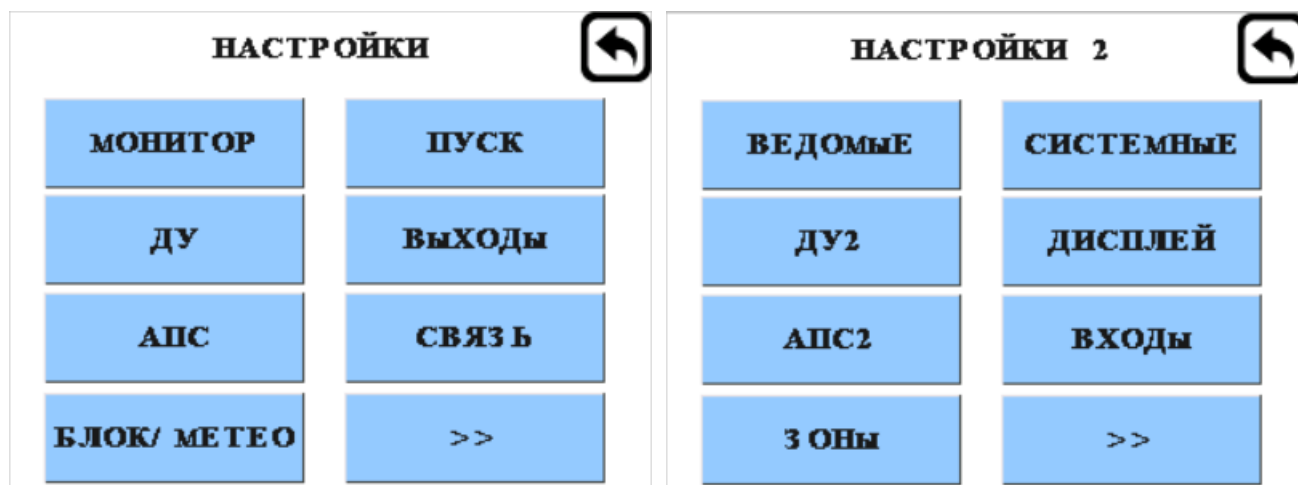 НАСТРОЙКИ
МОНИТОР
ПУСК
ДУ
ВыХОДы
АПС
СВЯЗЬ
БЛОК/ МЕТЕО
>>
НАСТРОЙКИ 2
ВЕДОМыЕ
СИСТЕМНыЕ
ДУ2
ДИСПЛЕЙ
АПС2
ВХОДы
ЗОНы
>>